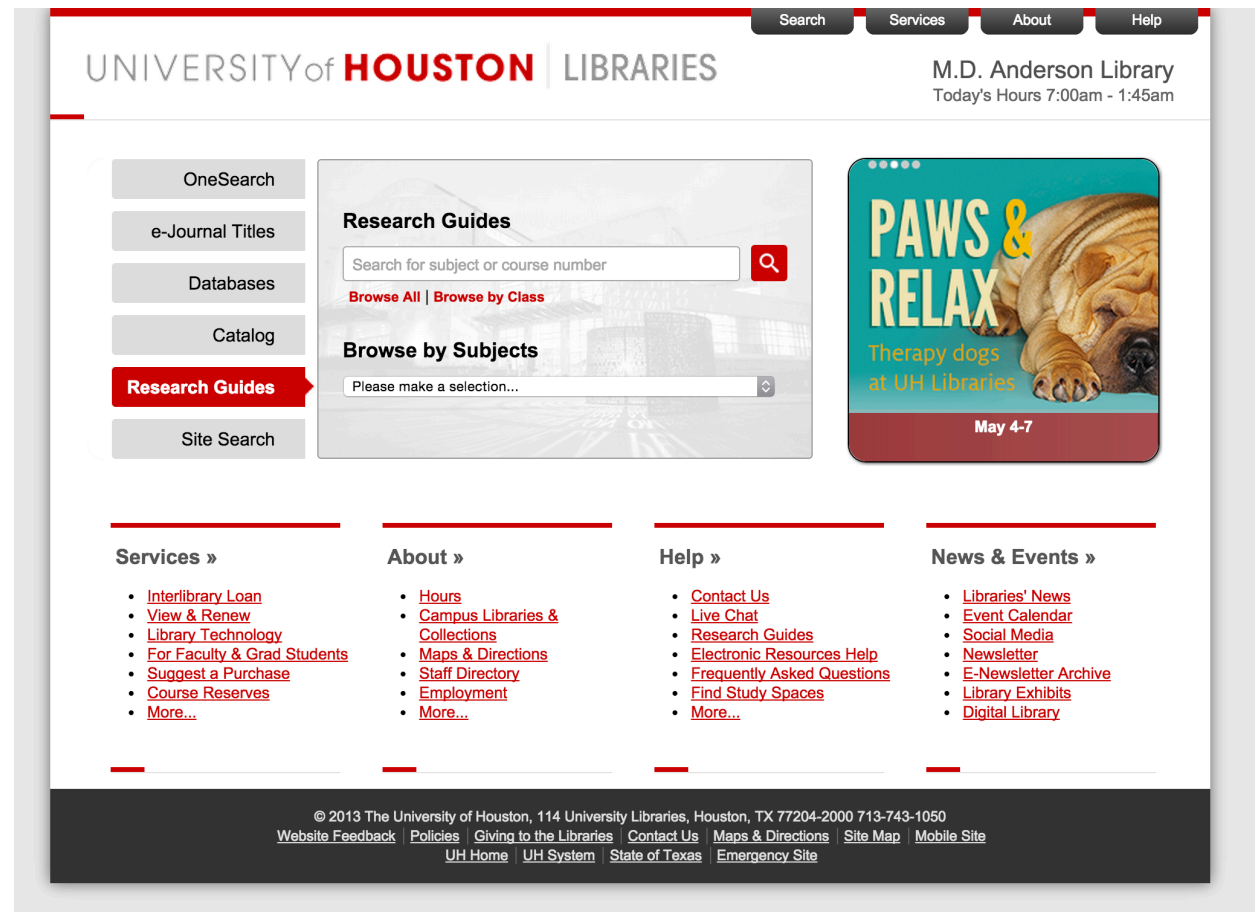 Search Services About Help
UNIVERSITY of HOUSTON LIBRARIES
M.D. Anderson Library
Today's Hours 7:00am - 1:45am
OneSearch
e-Journal Titles
Databases
Catalog
Research Guides
Site Search
Research Guides
Search for subject or course number
Browse All | Browse by Class
Browse by Subjects
Please make a selection...
PAWS &
RELAX
Therapy dogs
at UH Libraries
May 4-7
Services »
Interlibrary Loan
View & Renew
Library Technology
For Faculty & Grad Students
Suggest a Purchase
Course Reserves
More...
About »
Hours
Campus Libraries &
Collections
Maps & Directions
Staff Directory
Employment
More...
Help »
Contact Us
Live Chat
Research Guides
Electronic Resources Help
Frequently Asked Questions
Find Study Spaces
More...
News & Events »
Libraries' News
Event Calendar
Social Media
Newsletter
E-Newsletter Archive
Library Exhibits
Digital Library
© 2013 The University of Houston, 114 University Libraries, Houston, TX 77204-2000 713-743-1050
Website Feedback | Policies | Giving to the Libraries | Contact Us | Maps & Directions | Site Map | Mobile Site
UH Home | UH System | State of Texas | Emergency Site